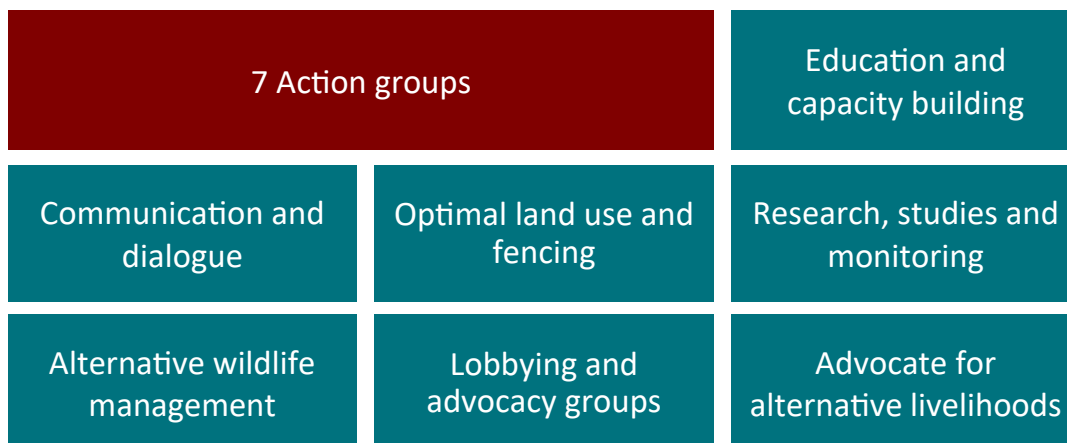 7 Action groups
Education and
capacity building
Communication and
dialogue
Optimal land use and
fencing
Research, studies and
monitoring
Alternative wildlife
management
Lobbying and
advocacy groups
Advocate for
alternative livelihoods